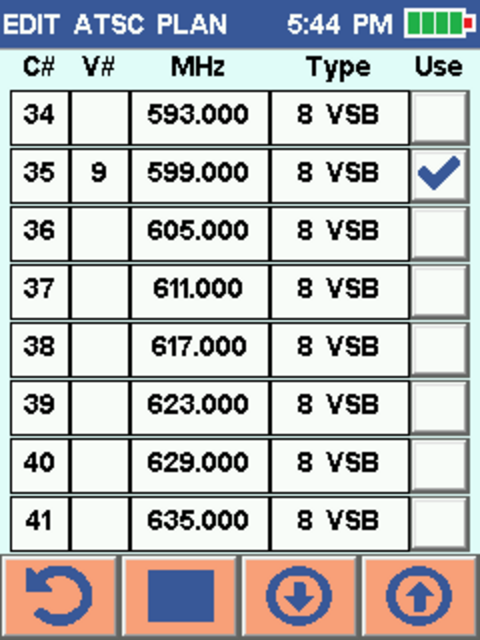 EDIT ATSC PLAN 5:44 PM
C# V# MHz Type Use
34 593.000 8 VSB
35 9 599.000 8 VSB
36 605.000 8 VSB
37 611.000 8 VSB
38 617.000 8 VSB
39 623.000 8 VSB
40 629.000 8 VSB
41 635.000 8 VSB